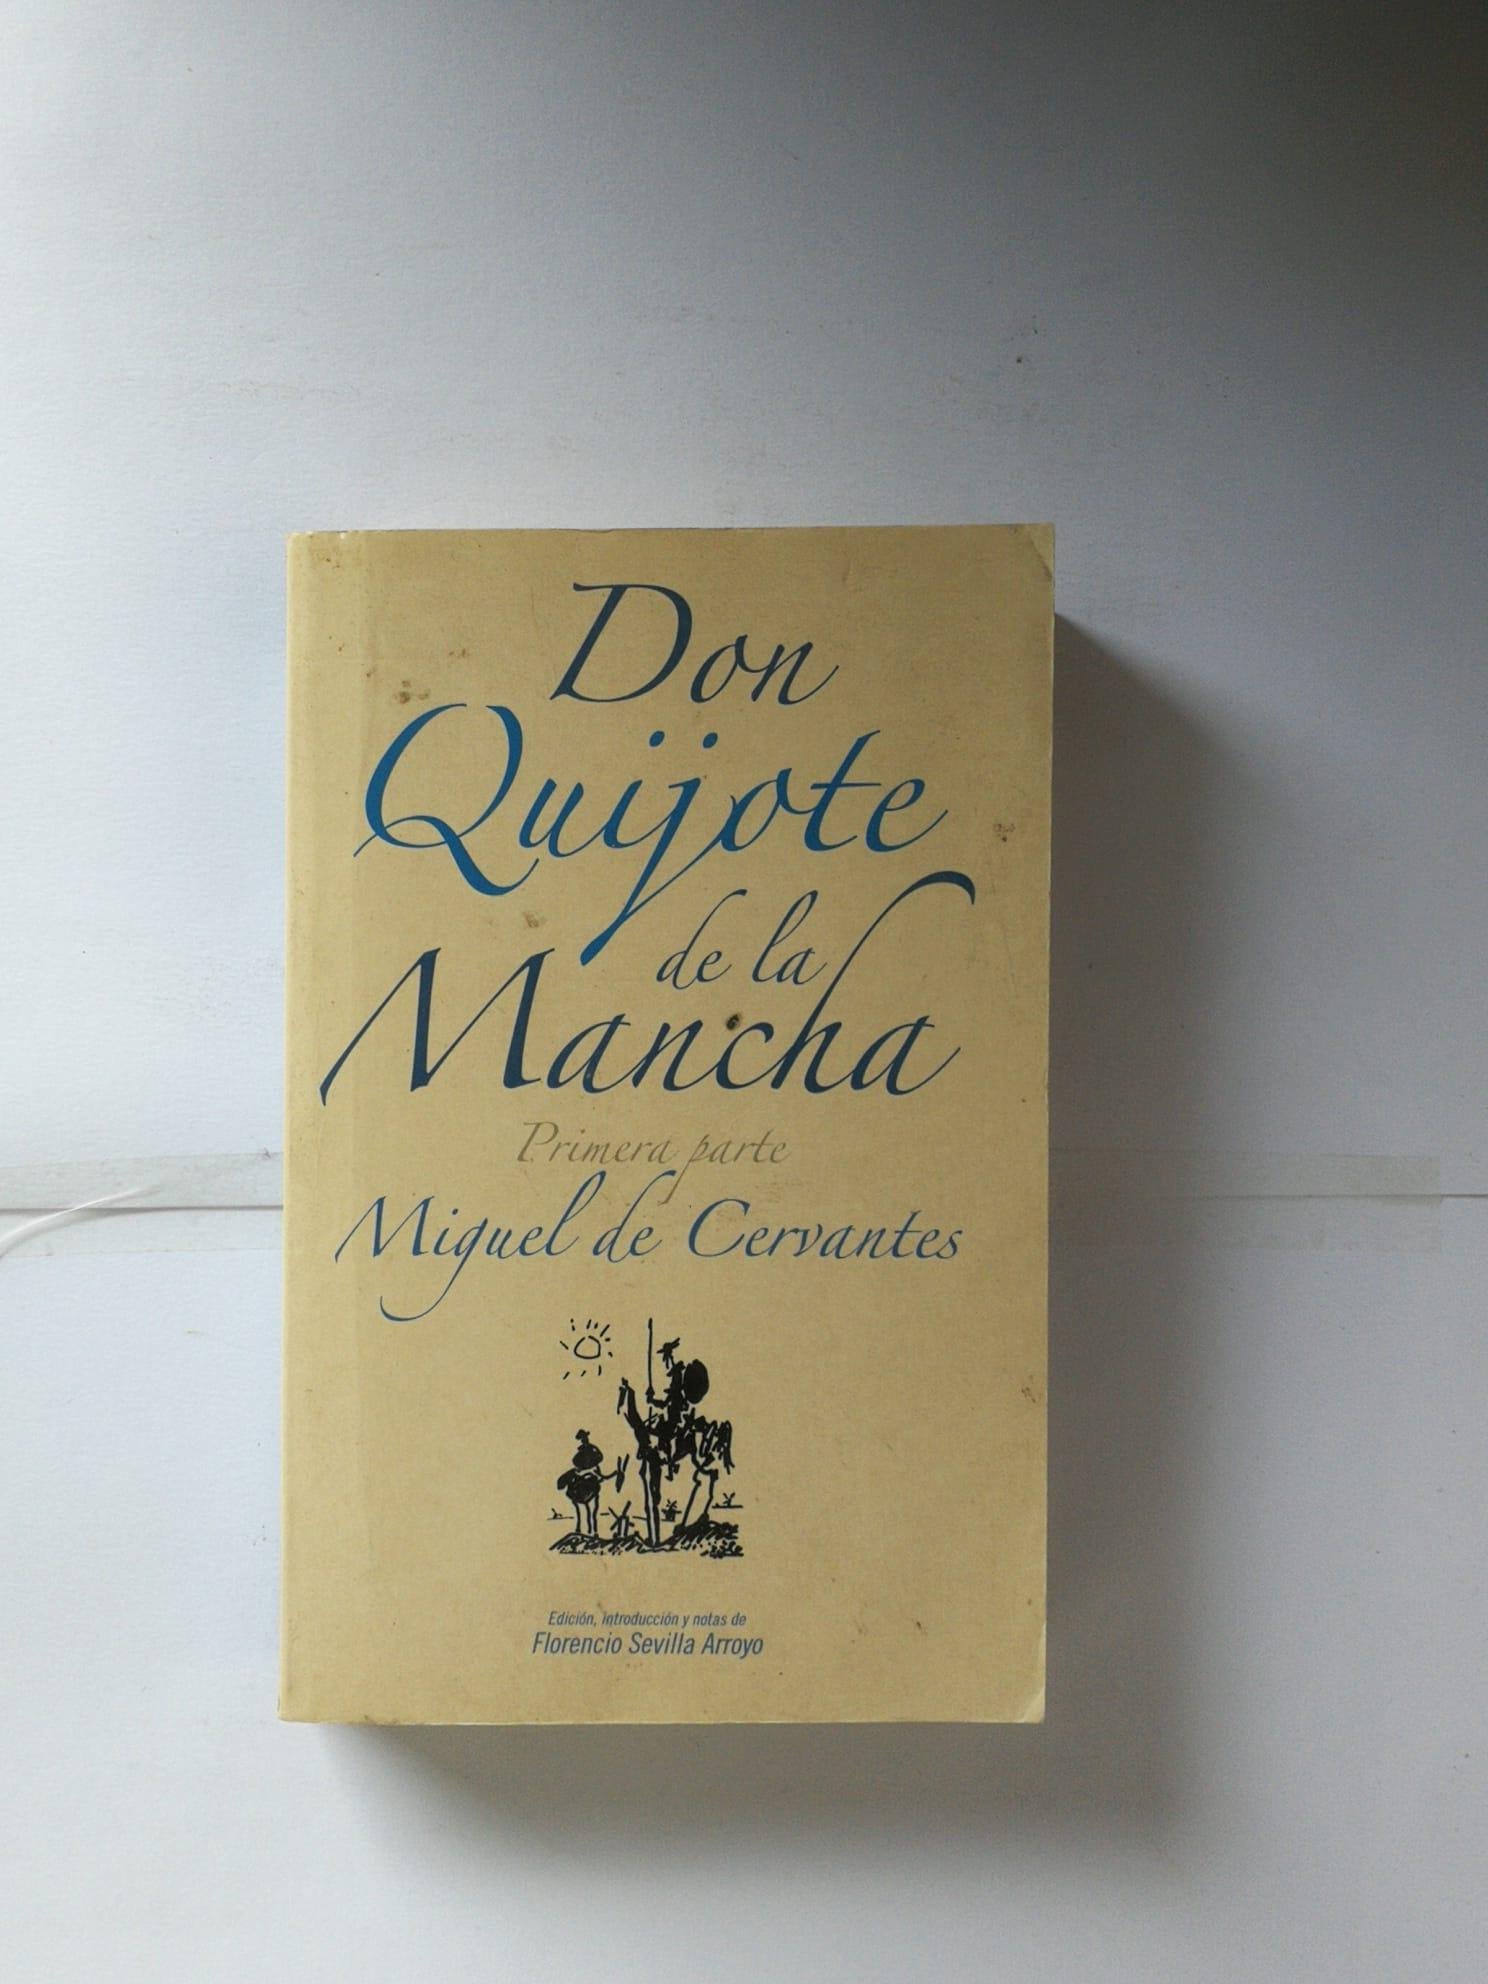 Don
Quijote
de la
Mancha
Primera parte
Miguel de Cervantes
Edición, introducción y notas de
Florencio Sevilla Arroyo